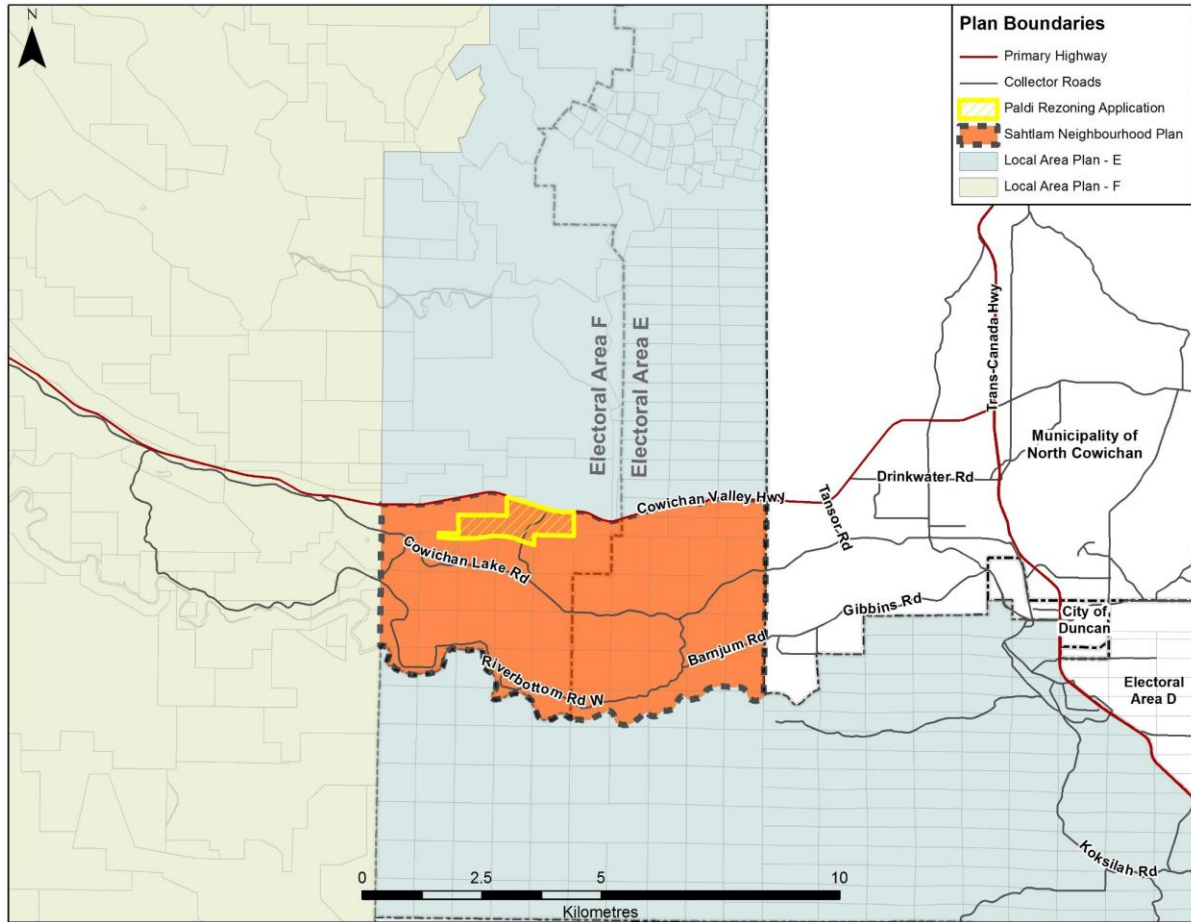 N
Plan Boundaries
Primary Highway
Collector Roads
Paldi Rezoning Application
Sahtlam Neighbourhood Plan
Local Area Plan - E
Local Area Plan - F
Electoral Area F
Electoral Area E
Trans-Canada Hwy
Municipality of
North Cowichan
Drinkwater Rd
Cowichan Valley Hwy
Tansor Rd
Cowichan Lake Rd
Gibbins Rd
City of
Duncan
Barnjum Rd
Riverbottom Rd W
Electoral
Area D
Koksilah Rd
0 2.5 5 10
Kilometres